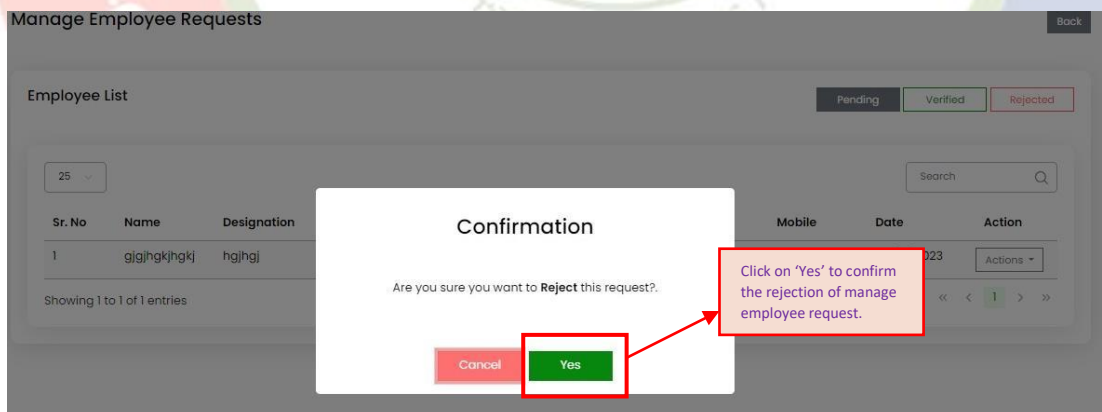 Manage Employee Requests
Back
Employee List
Pending
Verified
Rejected
25
Search
Sr. No Name Designation Mobile Date Action
1 gjgjhgkjhgkj hgjhgj 023 Actions
Showing 1 to 1 of 1 entries
« < 1 > »
Confirmation
Are you sure you want to Reject this request?.
Cancel
Yes
Click on ‘Yes’ to confirm
the rejection of manage
employee request.